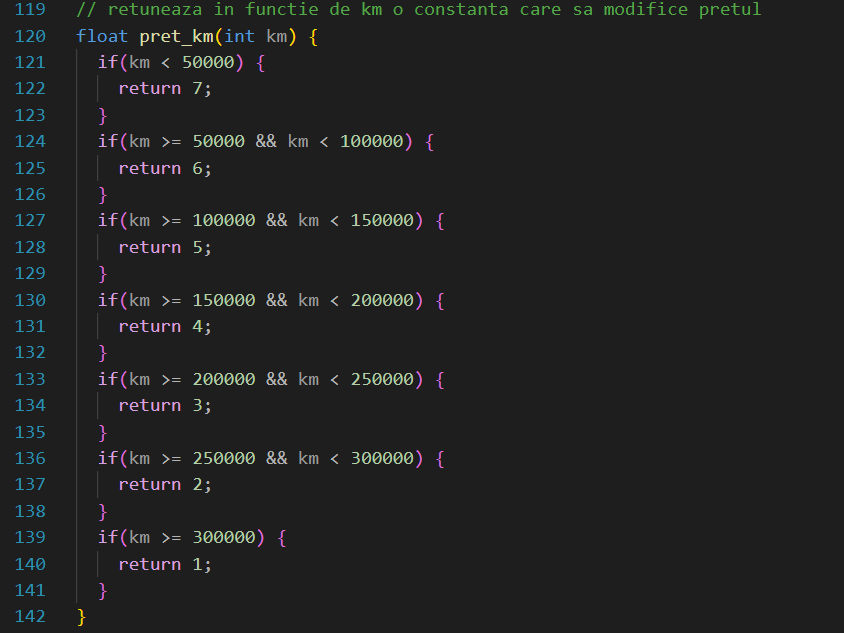 119 // retuneaza in functie de km o constanta care sa modifice pretul
120 float pret_km(int km) {
121   if(km < 50000) {
122     return 7;
123   }
124   if(km >= 50000 && km < 100000) {
125     return 6;
126   }
127   if(km >= 100000 && km < 150000) {
128     return 5;
129   }
130   if(km >= 150000 && km < 200000) {
131     return 4;
132   }
133   if(km >= 200000 && km < 250000) {
134     return 3;
135   }
136   if(km >= 250000 && km < 300000) {
137     return 2;
138   }
139   if(km >= 300000) {
140     return 1;
141   }
142 }